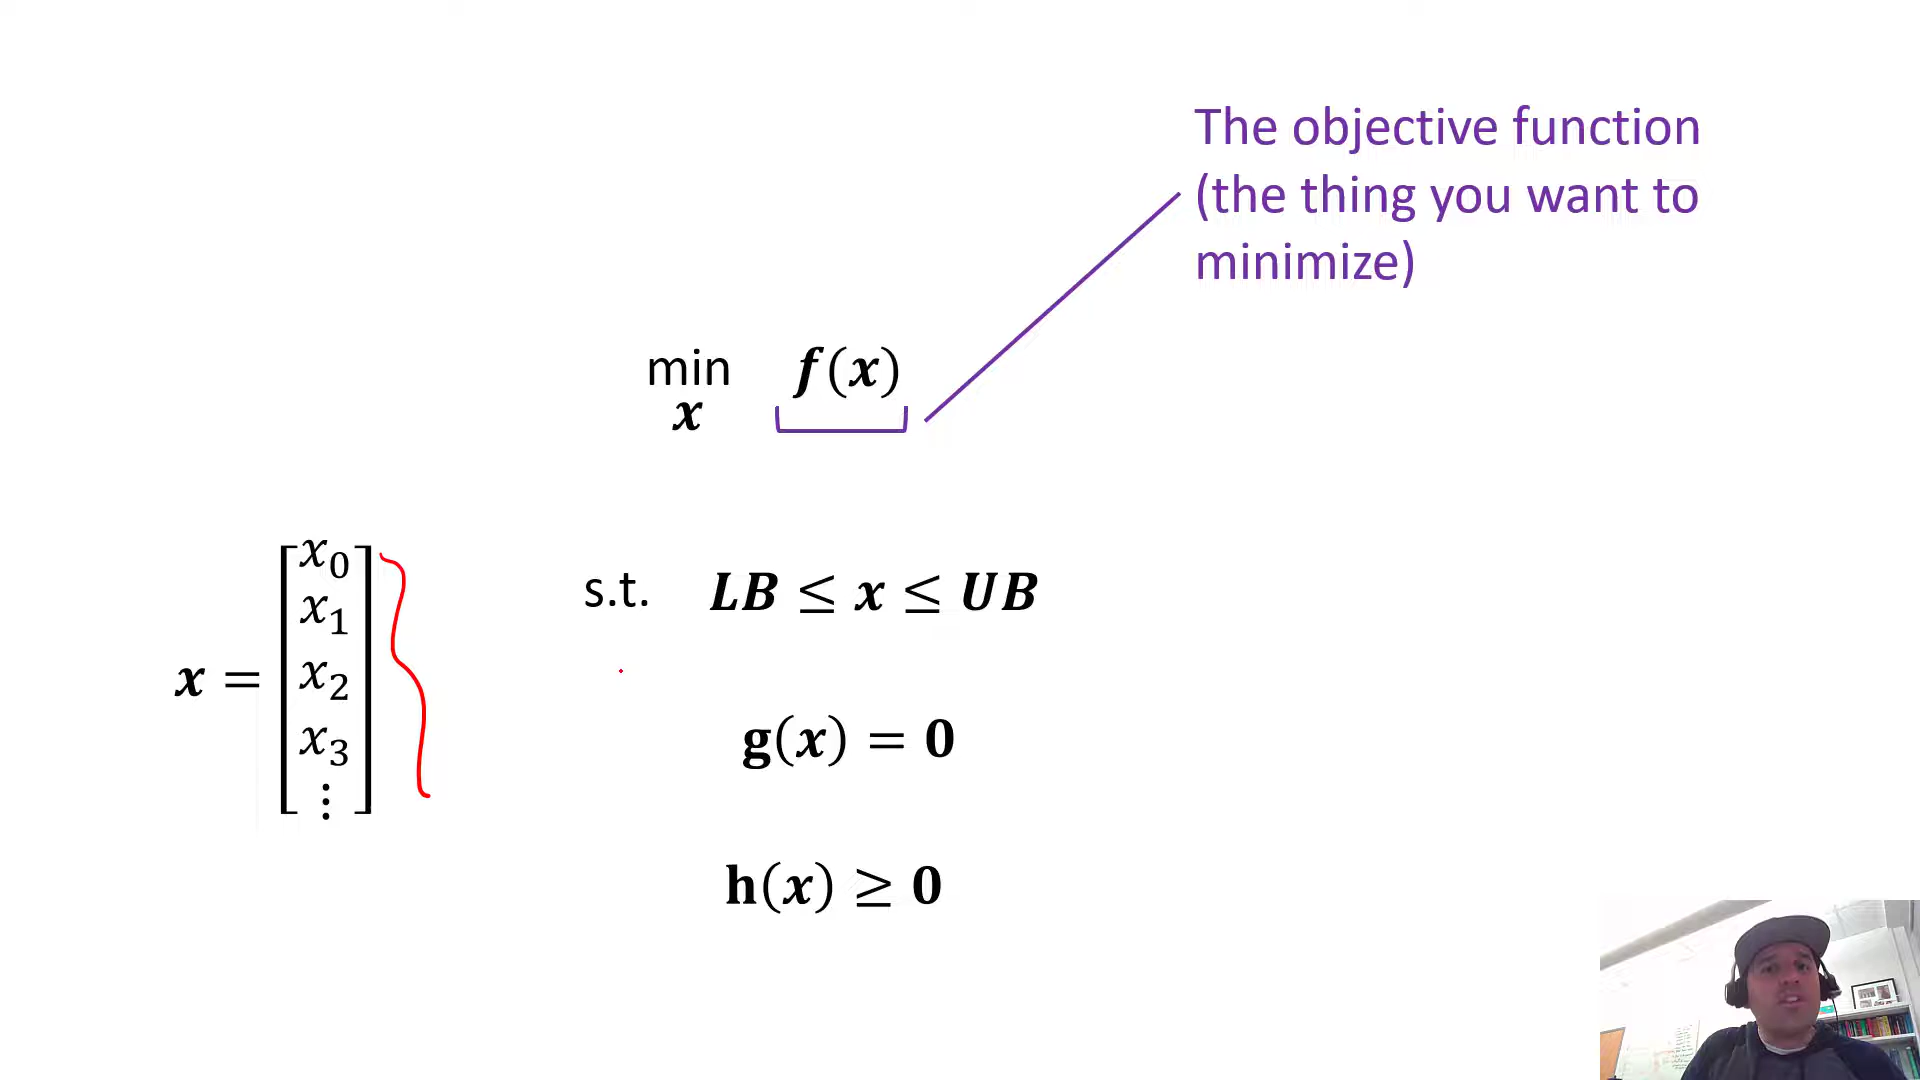 The objective function
(the thing you want to
minimize)
min f(x)
x
x = [x₀
x₁
x₂
x₃
⋮]
s.t. LB ≤ x ≤ UB
g(x) = 0
h(x) ≥ 0